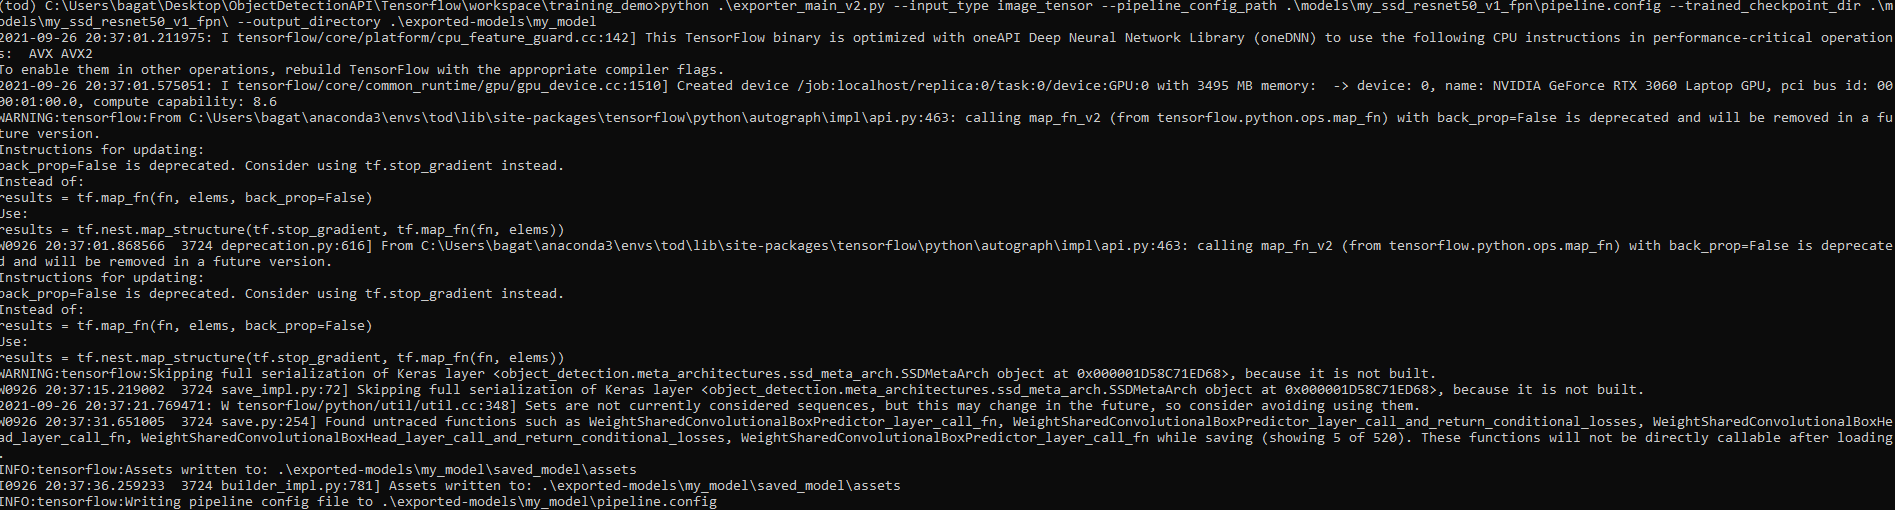 (tod) C:\Users\bagat\Desktop\ObjectDetectionAPI\Tensorflow\workspace\training_demo>python .\exporter_main_v2.py --input_type image_tensor --pipeline_config_path .\models\my_ssd_resnet50_v1_fpn\pipeline.config --trained_checkpoint_dir .\m
odels\my_ssd_resnet50_v1_fpn\ --output_directory .\exported-models\my_model
2021-09-26 20:37:01.211975: I tensorflow/core/platform/cpu_feature_guard.cc:142] This TensorFlow binary is optimized with oneAPI Deep Neural Network Library (oneDNN) to use the following CPU instructions in performance-critical operation
s:  AVX AVX2
To enable them in other operations, rebuild TensorFlow with the appropriate compiler flags.
2021-09-26 20:37:01.575051: I tensorflow/core/common_runtime/gpu/gpu_device.cc:1510] Created device /job:localhost/replica:0/task:0/device:GPU:0 with 3495 MB memory:  -> device: 0, name: NVIDIA GeForce RTX 3060 Laptop GPU, pci bus id: 00
00:01:00.0, compute capability: 8.6
WARNING:tensorflow:From C:\Users\bagat\anaconda3\envs\tod\lib\site-packages\tensorflow\python\autograph\impl\api.py:463: calling map_fn_v2 (from tensorflow.python.ops.map_fn) with back_prop=False is deprecated and will be removed in a fu
ture version.
Instructions for updating:
back_prop=False is deprecated. Consider using tf.stop_gradient instead.
Instead of:
results = tf.map_fn(fn, elems, back_prop=False)
Use:
results = tf.nest.map_structure(tf.stop_gradient, tf.map_fn(fn, elems))
W0926 20:37:01.868566  3724 deprecation.py:616] From C:\Users\bagat\anaconda3\envs\tod\lib\site-packages\tensorflow\python\autograph\impl\api.py:463: calling map_fn_v2 (from tensorflow.python.ops.map_fn) with back_prop=False is deprecate
d and will be removed in a future version.
Instructions for updating:
back_prop=False is deprecated. Consider using tf.stop_gradient instead.
Instead of:
results = tf.map_fn(fn, elems, back_prop=False)
Use:
results = tf.nest.map_structure(tf.stop_gradient, tf.map_fn(fn, elems))
WARNING:tensorflow:Skipping full serialization of Keras layer <object_detection.meta_architectures.ssd_meta_arch.SSDMetaArch object at 0x000001D58C71ED68>, because it is not built.
W0926 20:37:15.219002  3724 save_impl.py:72] Skipping full serialization of Keras layer <object_detection.meta_architectures.ssd_meta_arch.SSDMetaArch object at 0x000001D58C71ED68>, because it is not built.
2021-09-26 20:37:21.769471: W tensorflow/python/util/util.cc:348] Sets are not currently considered sequences, but this may change in the future, so consider avoiding using them.
W0926 20:37:31.651005  3724 save.py:254] Found untraced functions such as WeightSharedConvolutionalBoxPredictor_layer_call_fn, WeightSharedConvolutionalBoxPredictor_layer_call_and_return_conditional_losses, WeightSharedConvolutionalBoxHe
ad_layer_call_fn, WeightSharedConvolutionalBoxHead_layer_call_and_return_conditional_losses, WeightSharedConvolutionalBoxPredictor_layer_call_fn while saving (showing 5 of 520). These functions will not be directly callable after loading
.
INFO:tensorflow:Assets written to: .\exported-models\my_model\saved_model\assets
I0926 20:37:36.259233  3724 builder_impl.py:781] Assets written to: .\exported-models\my_model\saved_model\assets
INFO:tensorflow:Writing pipeline config file to .\exported-models\my_model\pipeline.config